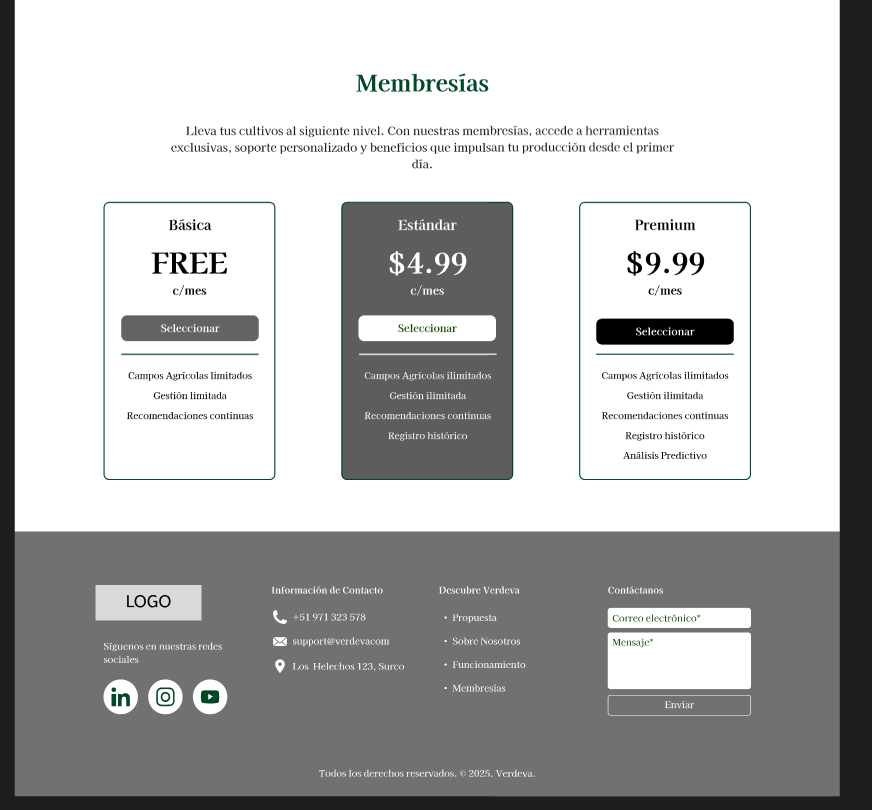 Membresías
Lleva tus cultivos al siguiente nivel. Con nuestras membresías, accede a herramientas
exclusivas, soporte personalizado y beneficios que impulsan tu producción desde el primer
día.
Básica
FREE
c/mes
Seleccionar
Campos Agrícolas limitados
Gestión limitada
Recomendaciones continuas
Estándar
$4.99
c/mes
Seleccionar
Campos Agrícolas ilimitados
Gestión ilimitada
Recomendaciones continuas
Registro histórico
Premium
$9.99
c/mes
Seleccionar
Campos Agrícolas ilimitados
Gestión ilimitada
Recomendaciones continuas
Registro histórico
Análisis Predictivo
LOGO
Síguenos en nuestras redes
sociales
in
Información de Contacto
+51 971 323 578
support@verdevacom
Los Helechos 123, Surco
Descubre Verdeva
• Propuesta
• Sobre Nosotros
• Funcionamiento
• Membresías
Contáctanos
Correo electrónico*
Mensaje*
Envíar
Todos los derechos reservados. © 2025. Verdeva.